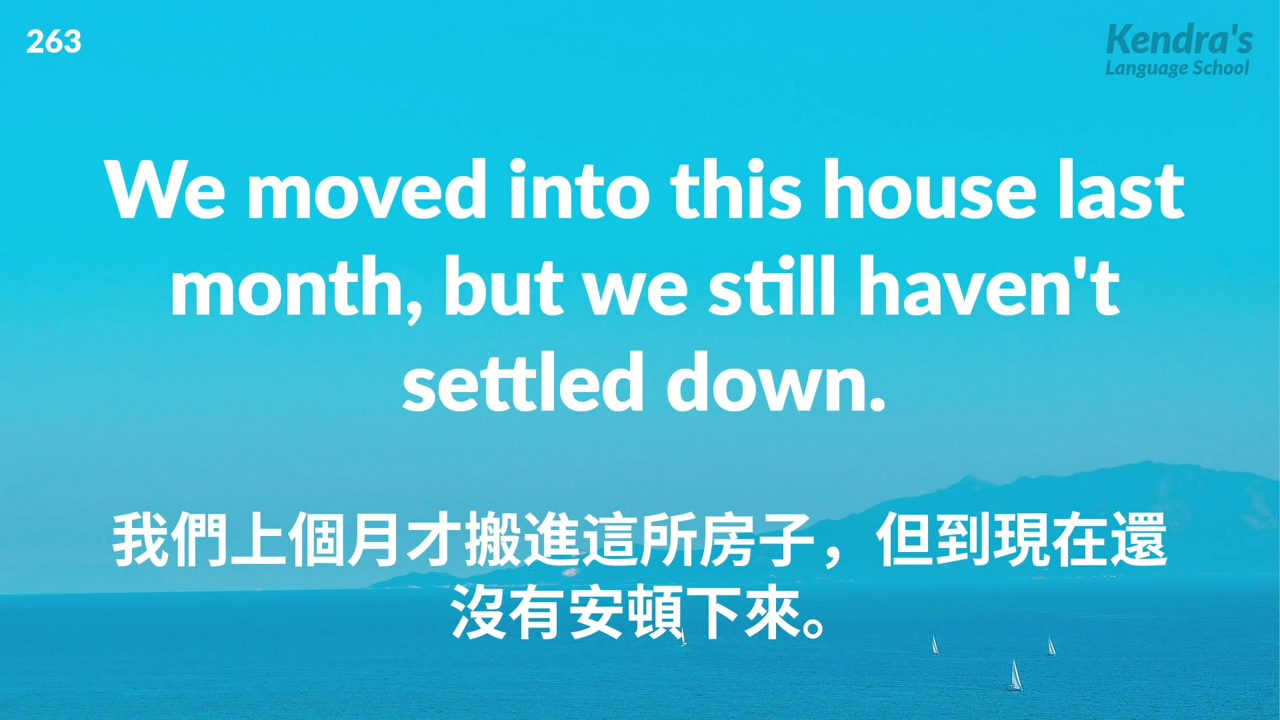 263
Kendra's
Language School
We moved into this house last
month, but we still haven't
settled down.
我們上個月才搬進這所房子，但到現在還
沒有安頓下來。